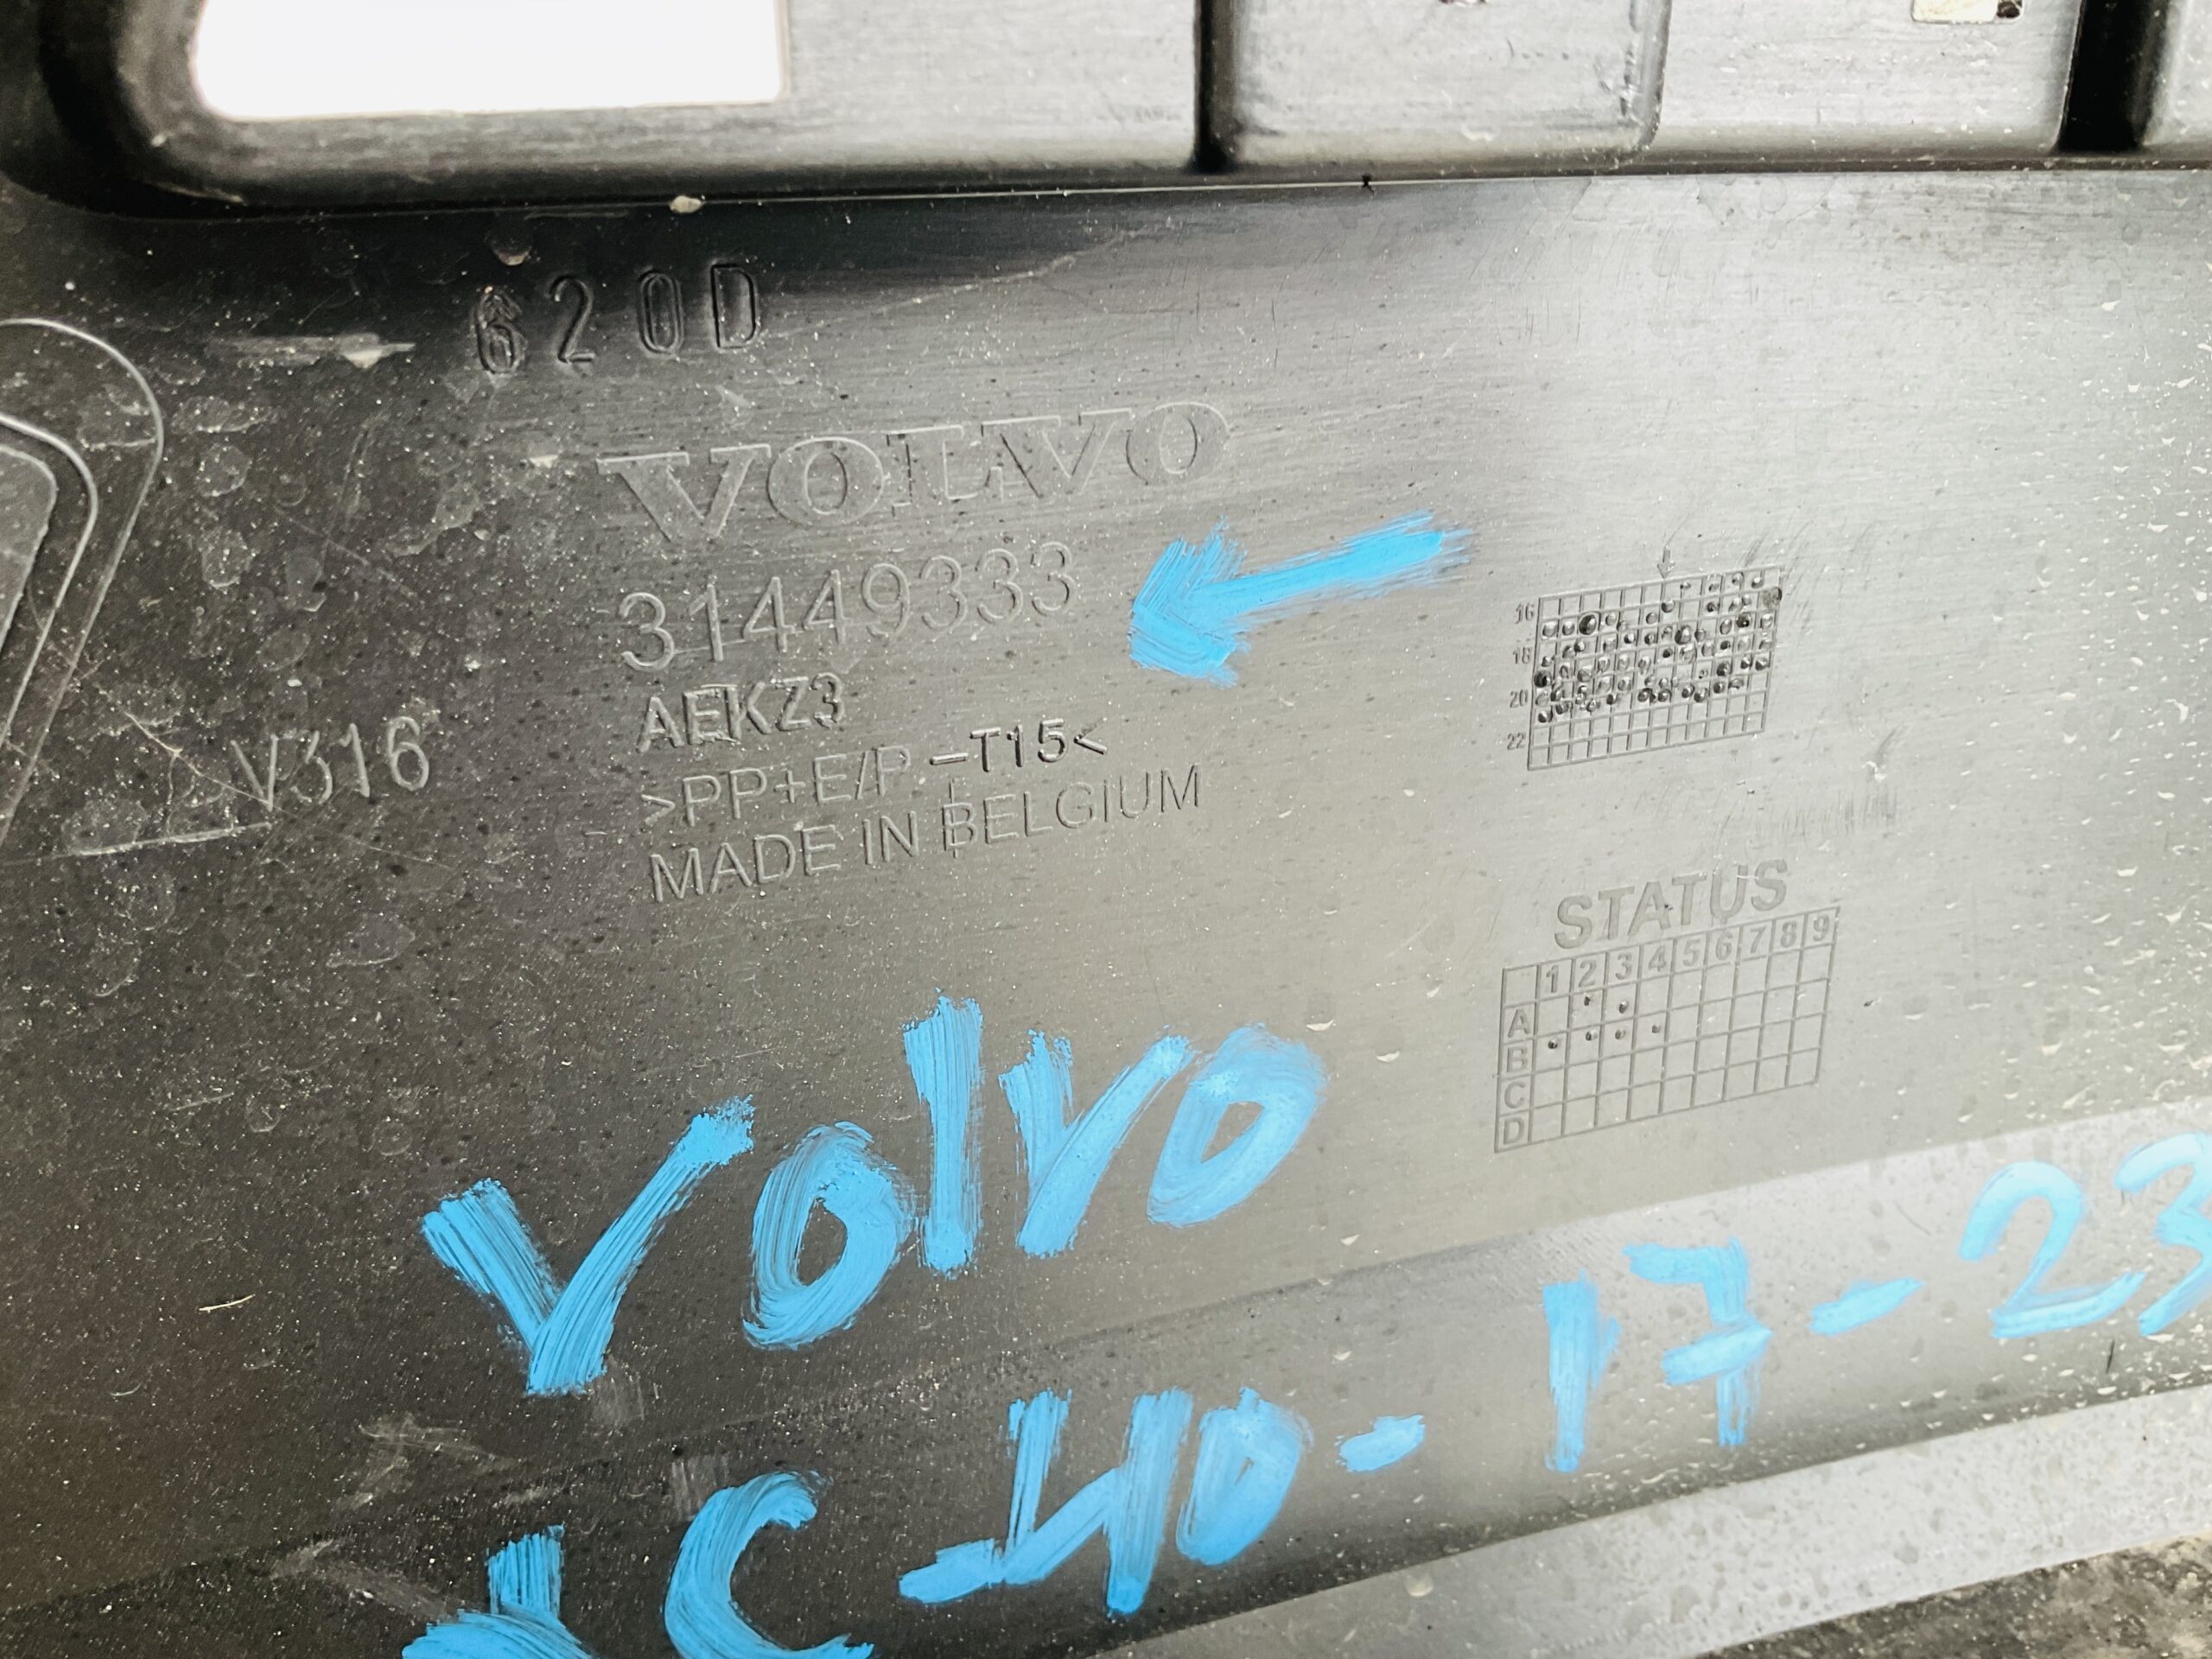 620D
VOLVO
31449333
AEKZ3
>PP+E/P-T15<
MADE IN BELGIUM
V316
16
18
20
22
STATUS
1 2 3 4 5 6 7 8 9
A
B
C
D
Volvo
XC-40-17-23